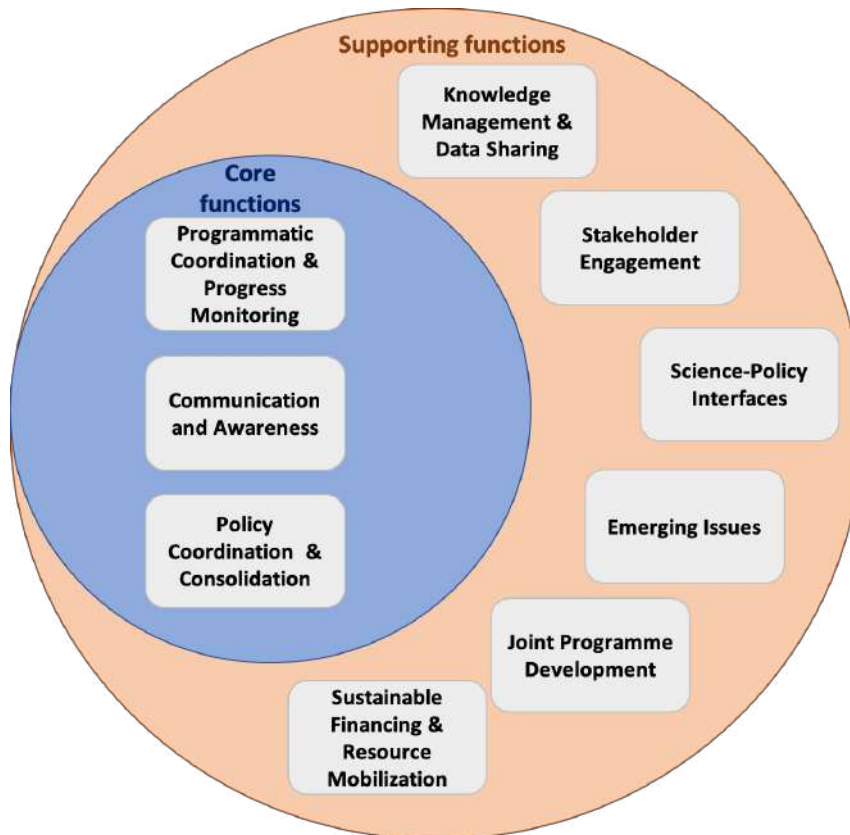 Supporting functions
Knowledge
Management &
Data Sharing
Core
functions
Programmatic
Coordination &
Progress
Monitoring
Stakeholder
Engagement
Science-Policy
Interfaces
Communication
and Awareness
Emerging Issues
Policy
Coordination &
Consolidation
Joint Programme
Development
Sustainable
Financing &
Resource
Mobilization